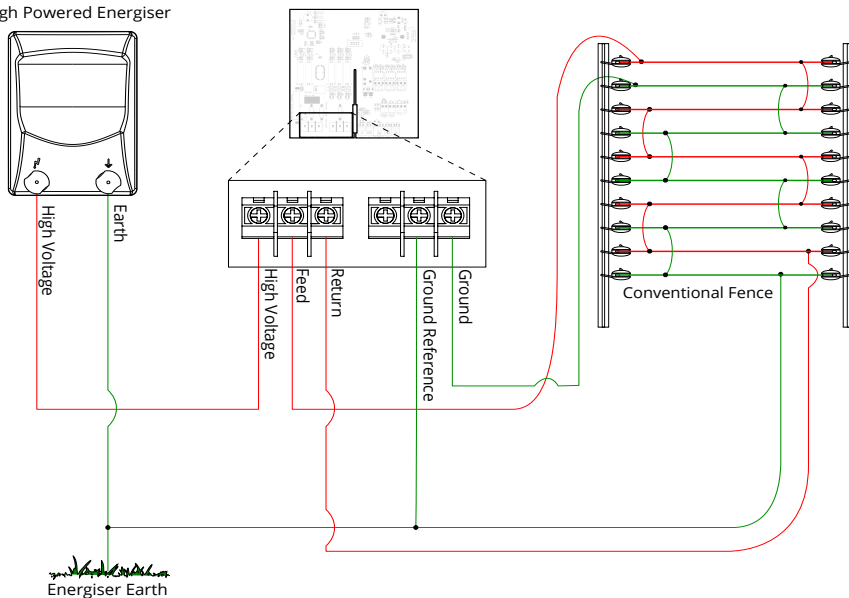 gh Powered Energiser
High Voltage
Earth
High Voltage
Feed
Return
Ground Reference
Ground
Conventional Fence
Energiser Earth